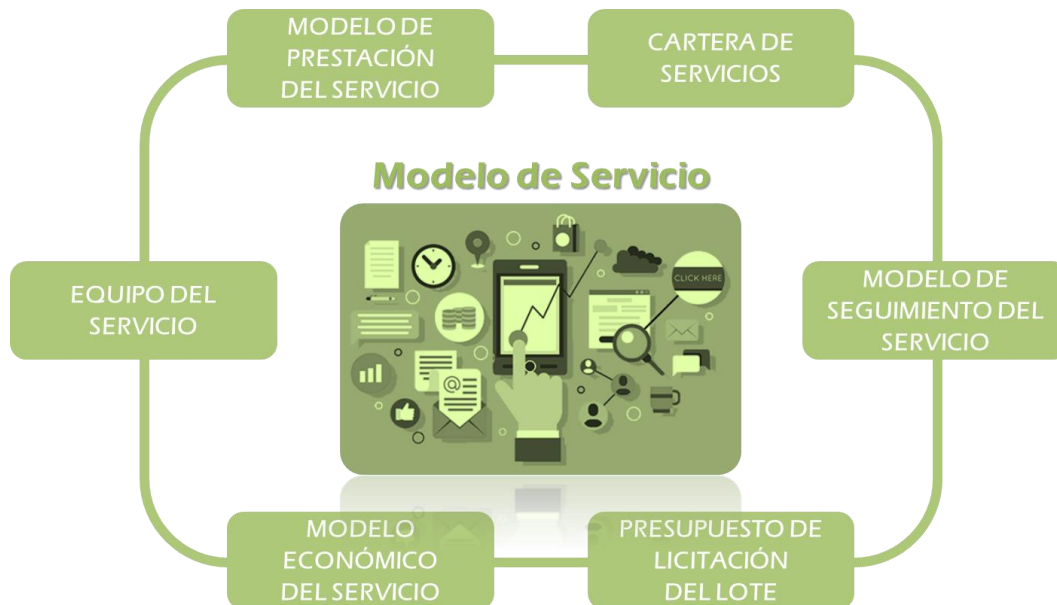 MODELO DE
PRESTACIÓN
DEL SERVICIO
CARTERA DE
SERVICIOS
Modelo de Servicio
CLICK HERE
@
EQUIPO DEL
SERVICIO
MODELO DE
SEGUIMIENTO DEL
SERVICIO
MODELO
ECONÓMICO
DEL SERVICIO
PRESUPUESTO DE
LICITACIÓN
DEL LOTE